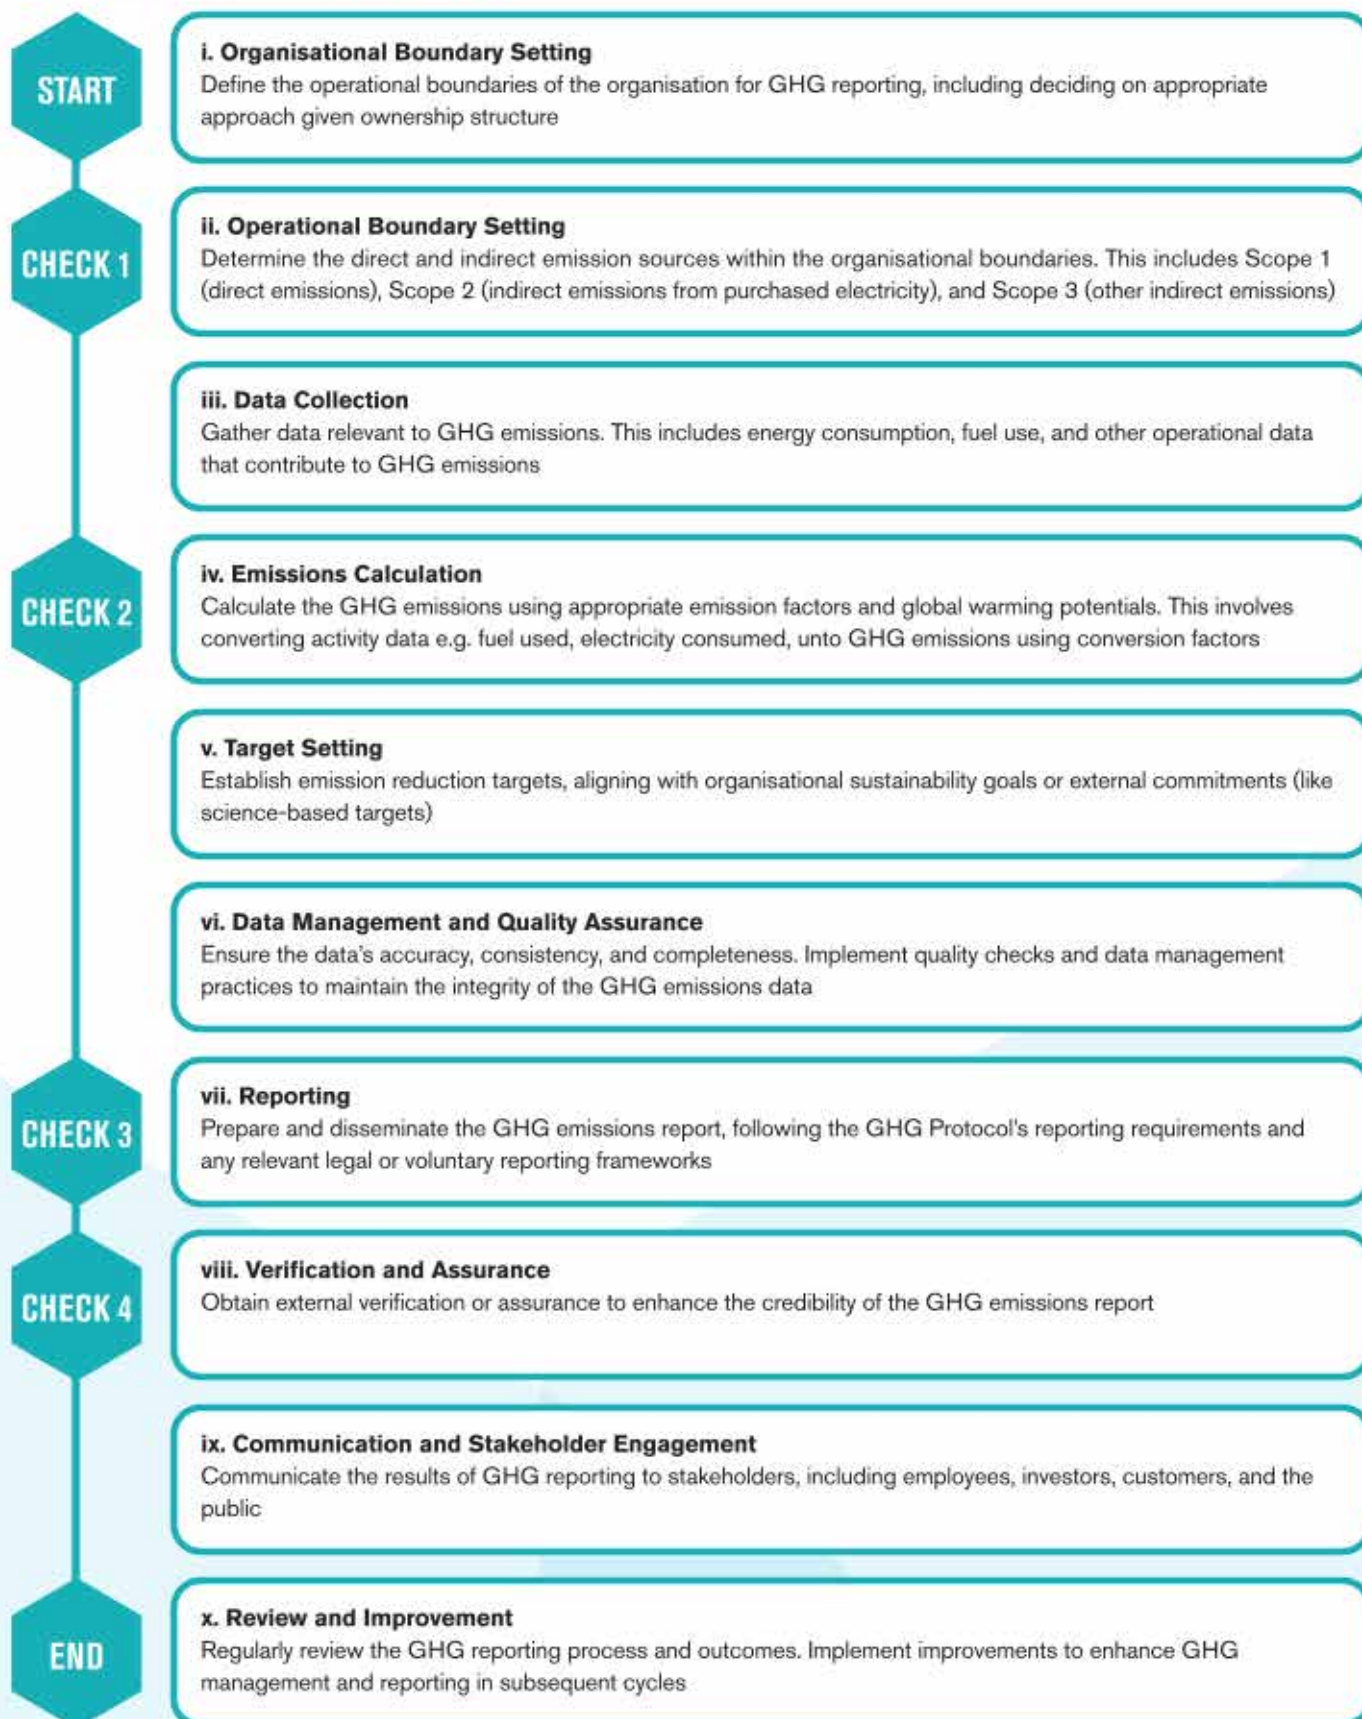 START
i. Organisational Boundary Setting
Define the operational boundaries of the organisation for GHG reporting, including deciding on appropriate
approach given ownership structure
CHECK 1
ii. Operational Boundary Setting
Determine the direct and indirect emission sources within the organisational boundaries. This includes Scope 1
(direct emissions), Scope 2 (indirect emissions from purchased electricity), and Scope 3 (other indirect emissions)
iii. Data Collection
Gather data relevant to GHG emissions. This includes energy consumption, fuel use, and other operational data
that contribute to GHG emissions
CHECK 2
iv. Emissions Calculation
Calculate the GHG emissions using appropriate emission factors and global warming potentials. This involves
converting activity data e.g. fuel used, electricity consumed, unto GHG emissions using conversion factors
v. Target Setting
Establish emission reduction targets, aligning with organisational sustainability goals or external commitments (like
science-based targets)
vi. Data Management and Quality Assurance
Ensure the data's accuracy, consistency, and completeness. Implement quality checks and data management
practices to maintain the integrity of the GHG emissions data
CHECK 3
vii. Reporting
Prepare and disseminate the GHG emissions report, following the GHG Protocol's reporting requirements and
any relevant legal or voluntary reporting frameworks
CHECK 4
viii. Verification and Assurance
Obtain external verification or assurance to enhance the credibility of the GHG emissions report
ix. Communication and Stakeholder Engagement
Communicate the results of GHG reporting to stakeholders, including employees, investors, customers, and the
public
END
x. Review and Improvement
Regularly review the GHG reporting process and outcomes. Implement improvements to enhance GHG
management and reporting in subsequent cycles